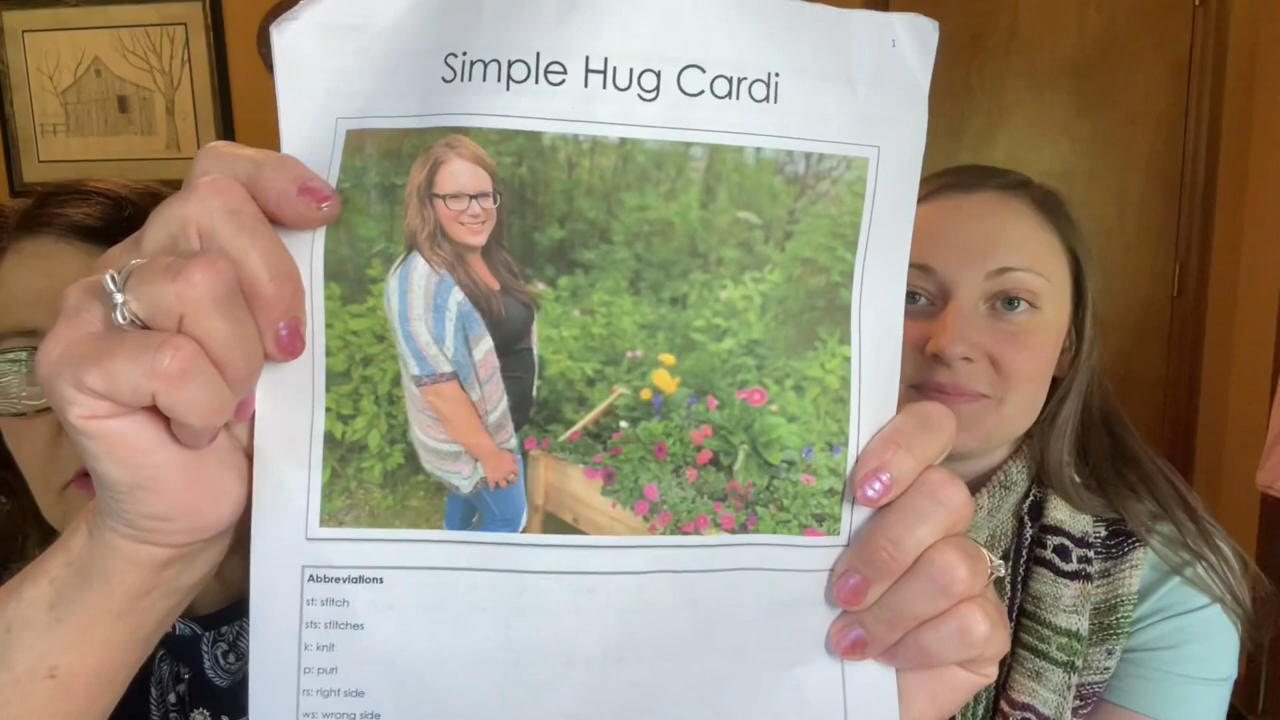 1
Simple Hug Cardi
Abbreviations
st: stitch
sts: stitches
k: knit
p: purl
rs: right side
ws: wrong side